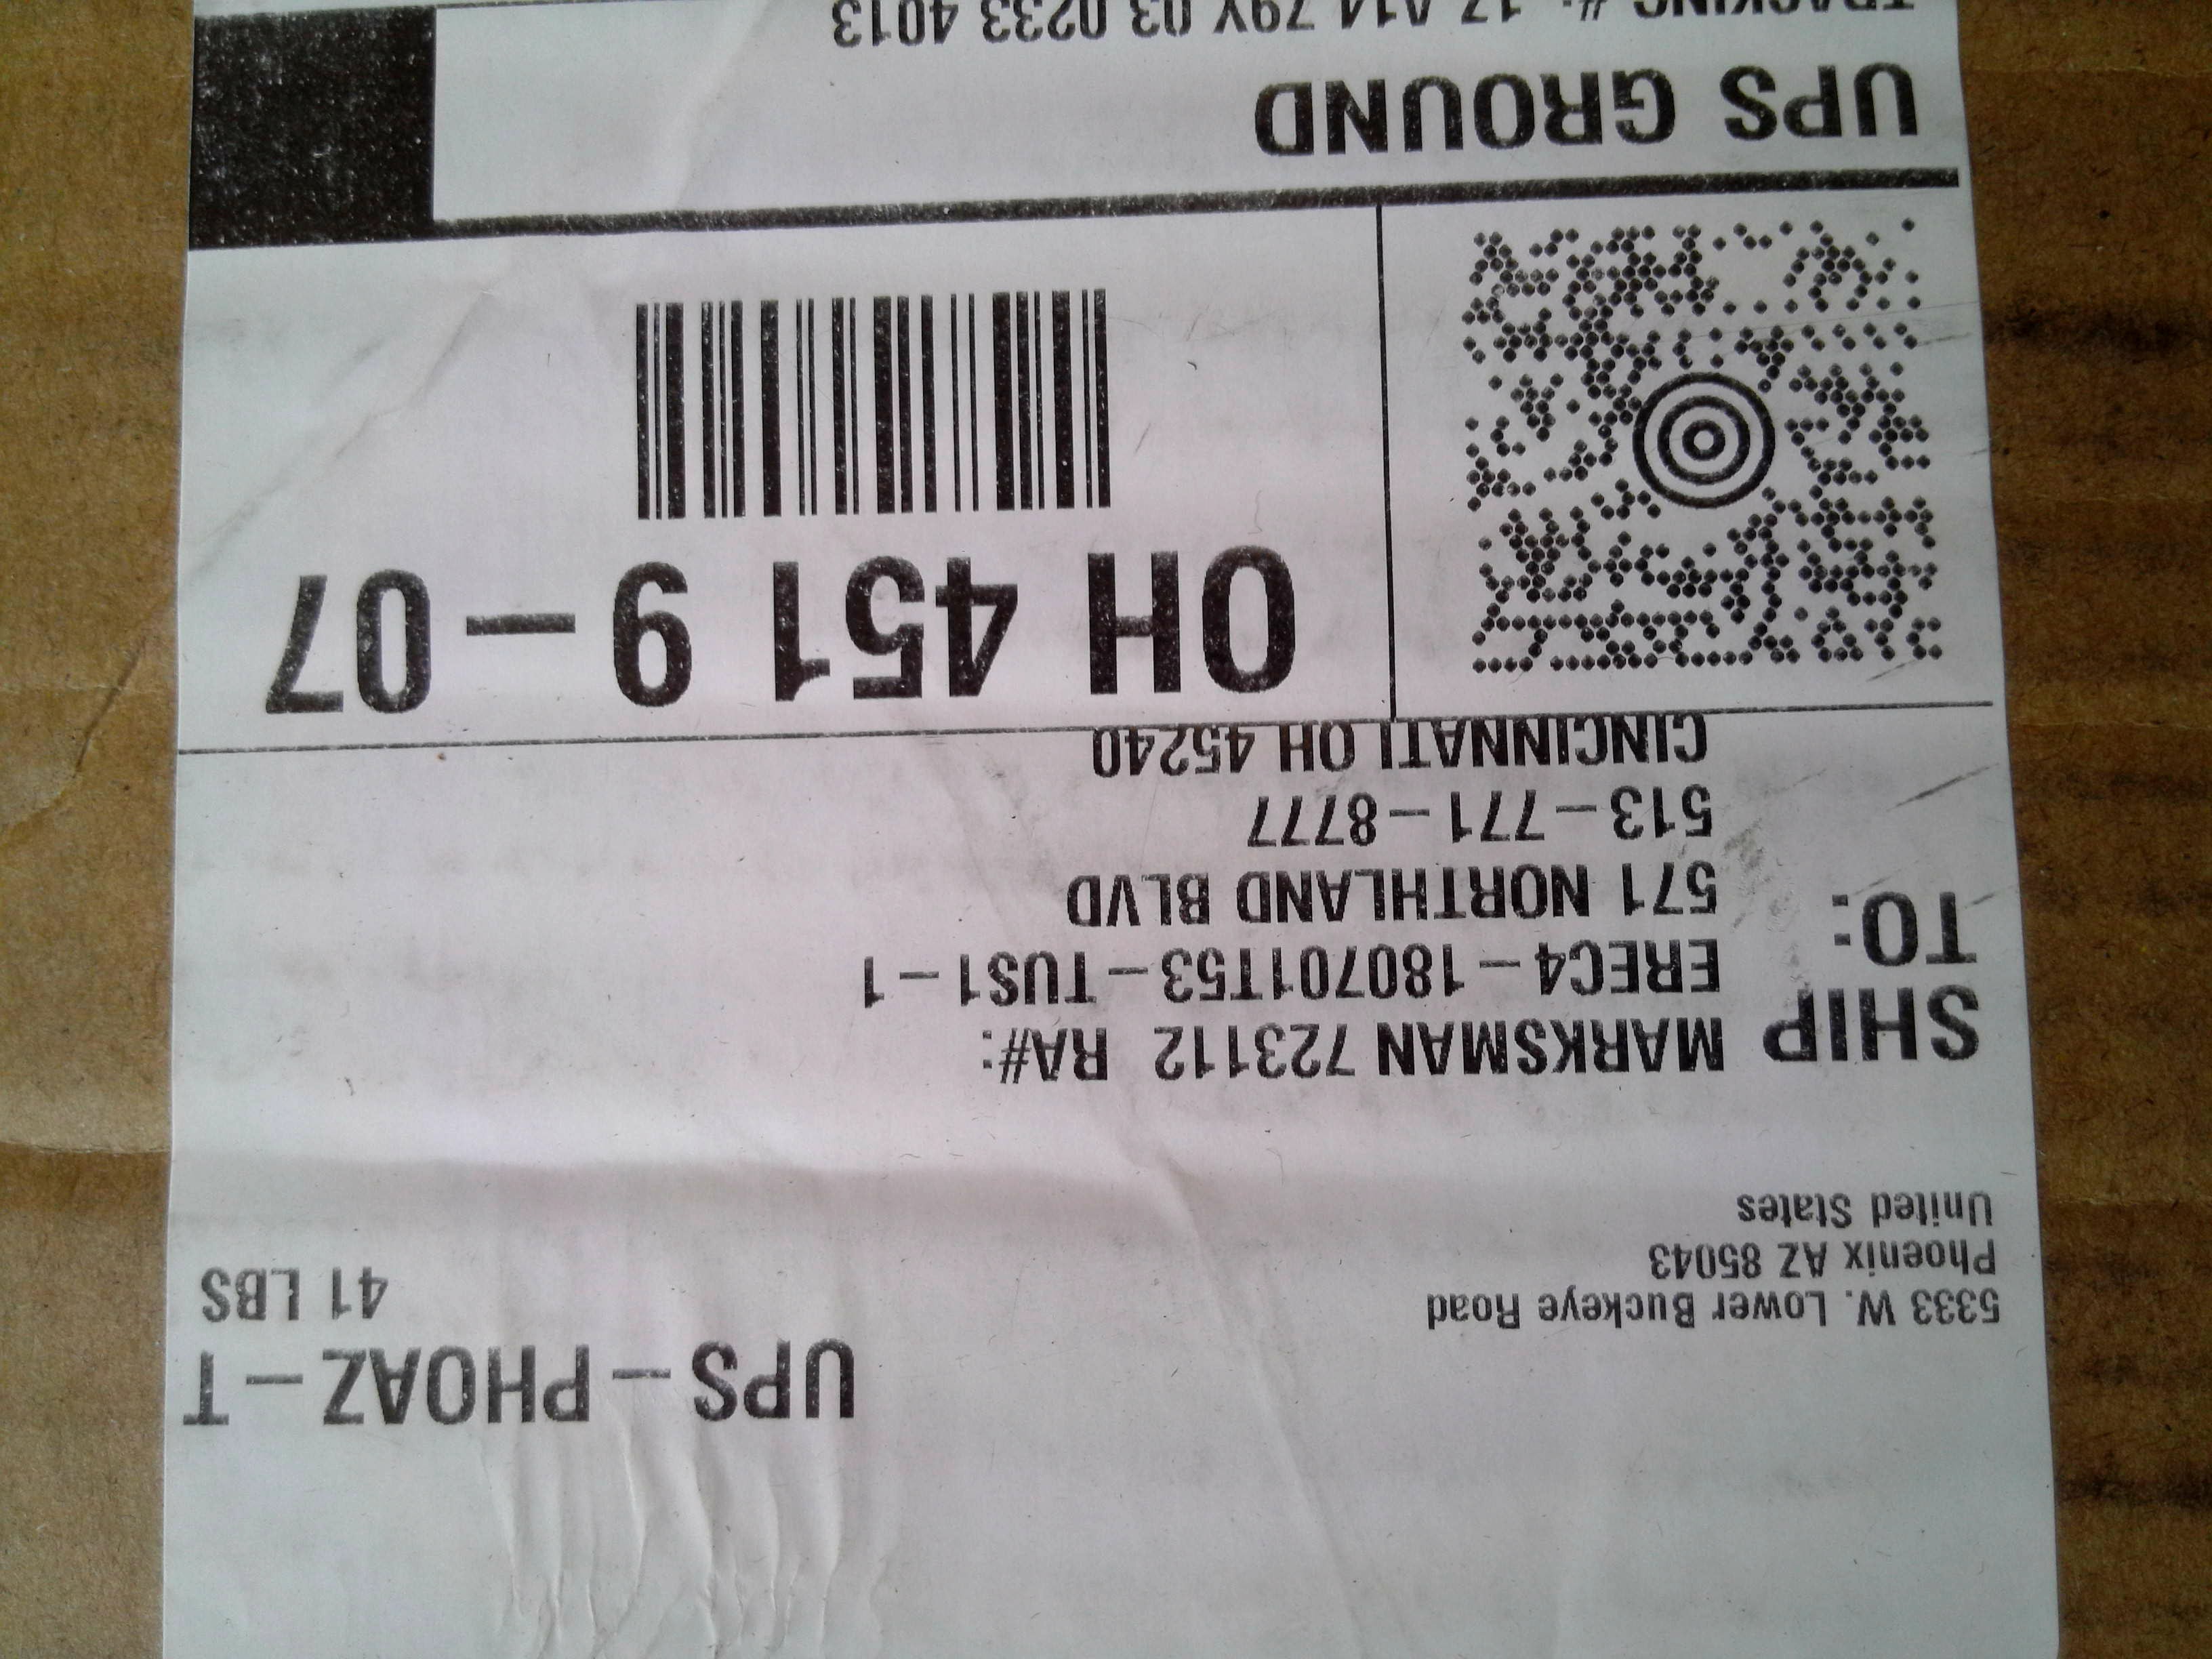 UPS - PHOAZ - T
41 LBS
5333 W. Lower Buckeye Road
Phoenix AZ 85043
United States
SHIP TO:
MARKSMAN 723112 RA#:
EREC4 - 180701T53 - TUS1 - 1
571 NORTHLAND BLVD
513 - 771 - 8777
CINCINNATI OH 45240
OH 451 9 - 07
UPS GROUND
TRACKING #: 1Z A14 79Y 03 0233 4013